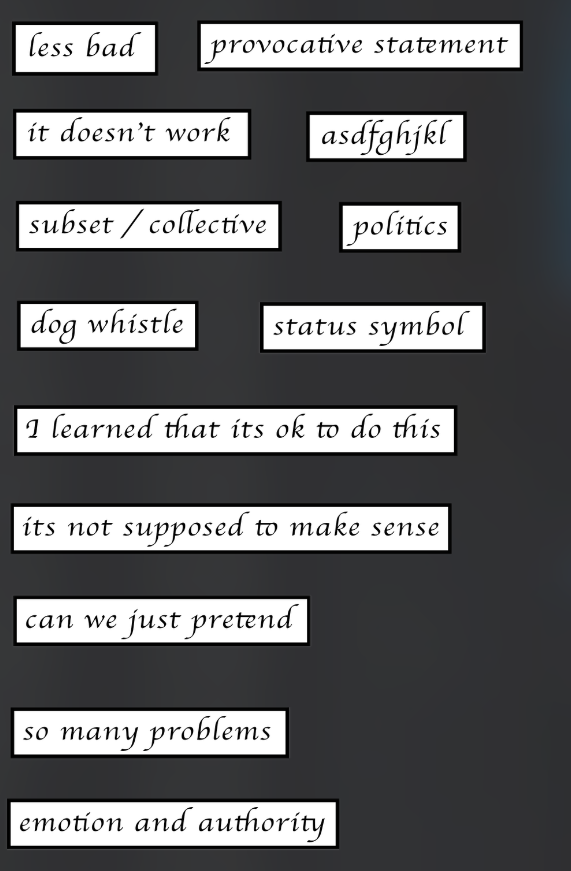 less bad
provocative statement
it doesn't work
asdfghjkl
subset / collective
politics
dog whistle
status symbol
I learned that its ok to do this
its not supposed to make sense
can we just pretend
so many problems
emotion and authority